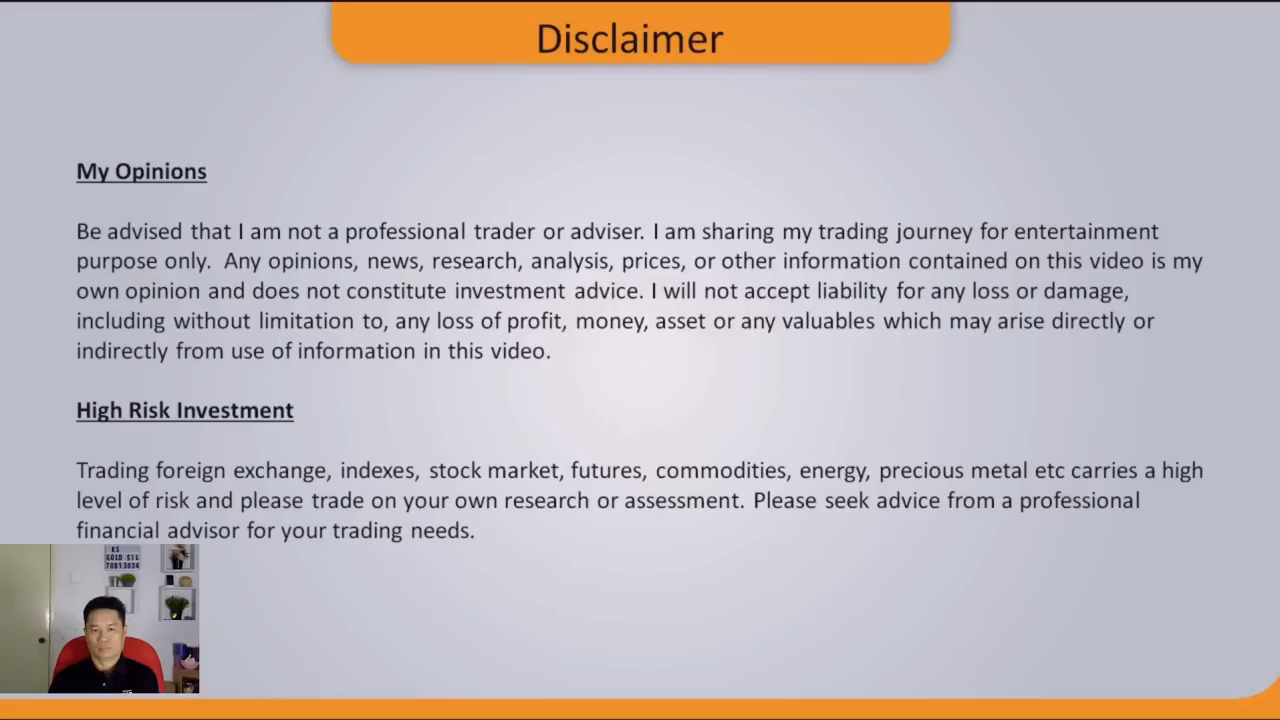 Disclaimer
My Opinions
Be advised that I am not a professional trader or adviser. I am sharing my trading journey for entertainment
purpose only.  Any opinions, news, research, analysis, prices, or other information contained on this video is my
own opinion and does not constitute investment advice. I will not accept liability for any loss or damage,
including without limitation to, any loss of profit, money, asset or any valuables which may arise directly or
indirectly from use of information in this video.
High Risk Investment
Trading foreign exchange, indexes, stock market, futures, commodities, energy, precious metal etc carries a high
level of risk and please trade on your own research or assessment. Please seek advice from a professional
financial advisor for your trading needs.
KS
GOLD SIL